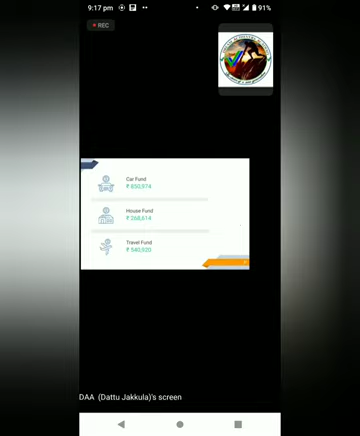 9:17 pm
91%
REC
Car Fund
₹ 850,974
House Fund
₹ 268,614
Travel Fund
₹ 540,920
DAA (Dattu Jakkula)'s screen